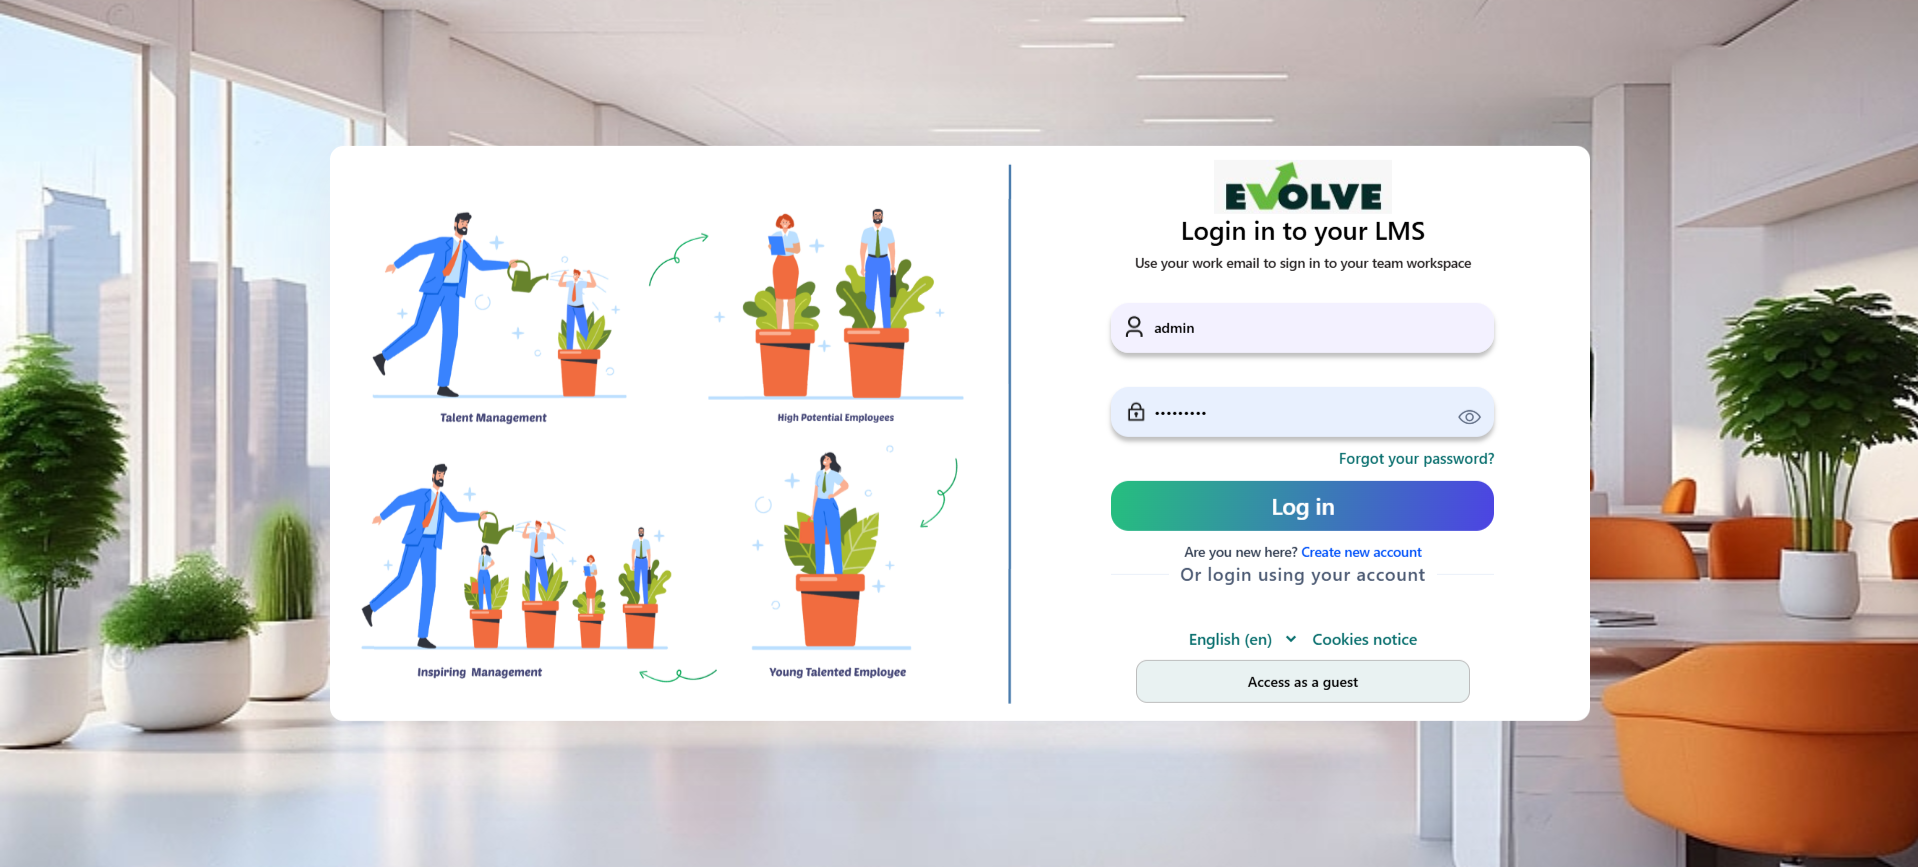 Talent Management
High Potential Employees
Inspiring Management
Young Talented Employee
EVOLVE
Login in to your LMS
Use your work email to sign in to your team workspace
admin
•••••••••
Forgot your password?
Log in
Are you new here? Create new account
Or login using your account
English (en) Cookies notice
Access as a guest